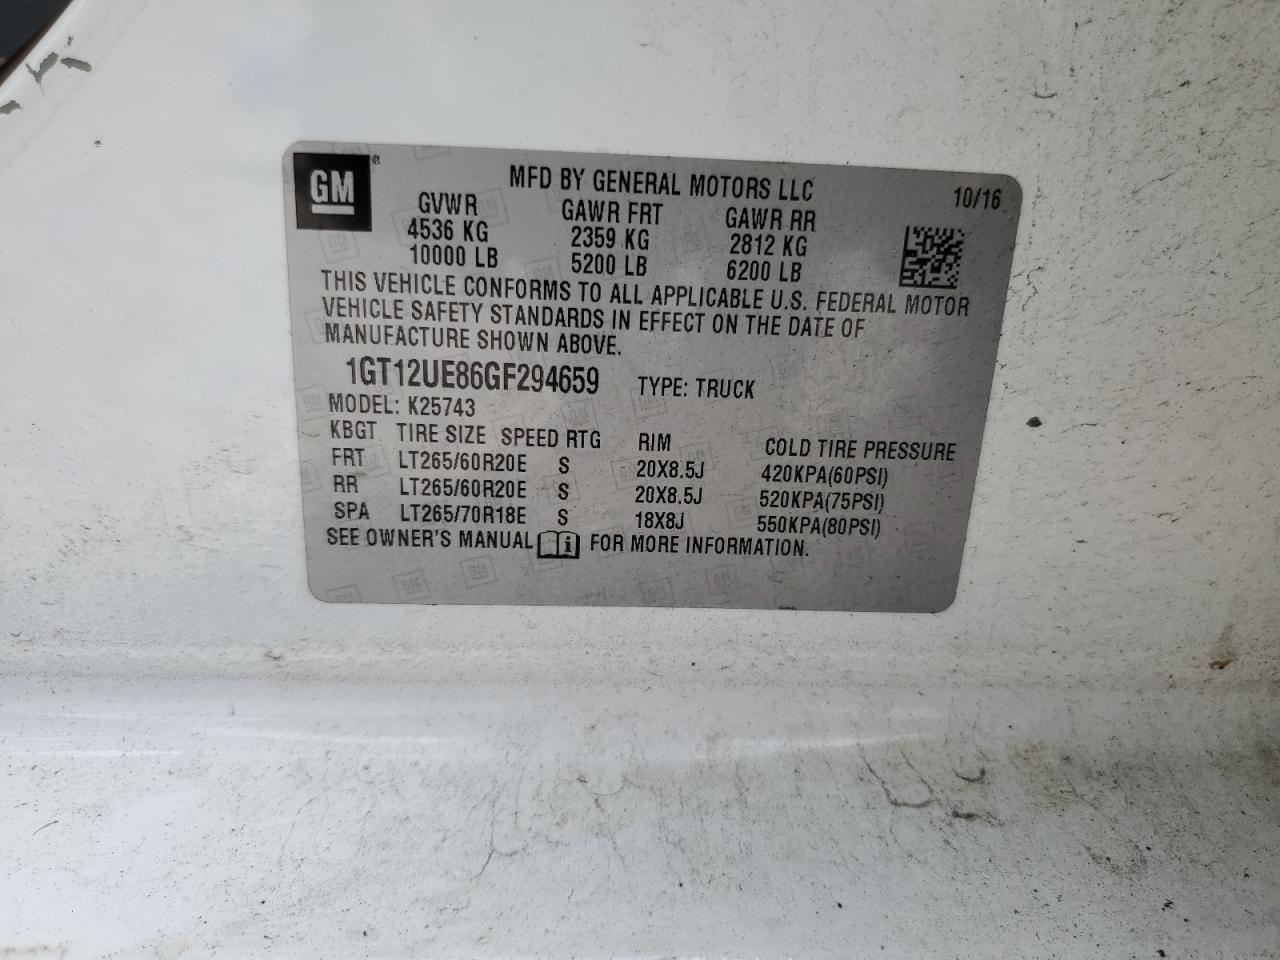 GM
MFD BY GENERAL MOTORS LLC 10/16
GVWR GAWR FRT GAWR RR
4536 KG 2359 KG 2812 KG
10000 LB 5200 LB 6200 LB
THIS VEHICLE CONFORMS TO ALL APPLICABLE U.S. FEDERAL MOTOR
VEHICLE SAFETY STANDARDS IN EFFECT ON THE DATE OF
MANUFACTURE SHOWN ABOVE.
1GT12UE86GF294659 TYPE: TRUCK
MODEL: K25743
KBGT TIRE SIZE SPEED RTG RIM COLD TIRE PRESSURE
FRT LT265/60R20E S 20X8.5J 420KPA(60PSI)
RR LT265/60R20E S 20X8.5J 520KPA(75PSI)
SPA LT265/70R18E S 18X8J 550KPA(80PSI)
SEE OWNER'S MANUAL i FOR MORE INFORMATION.